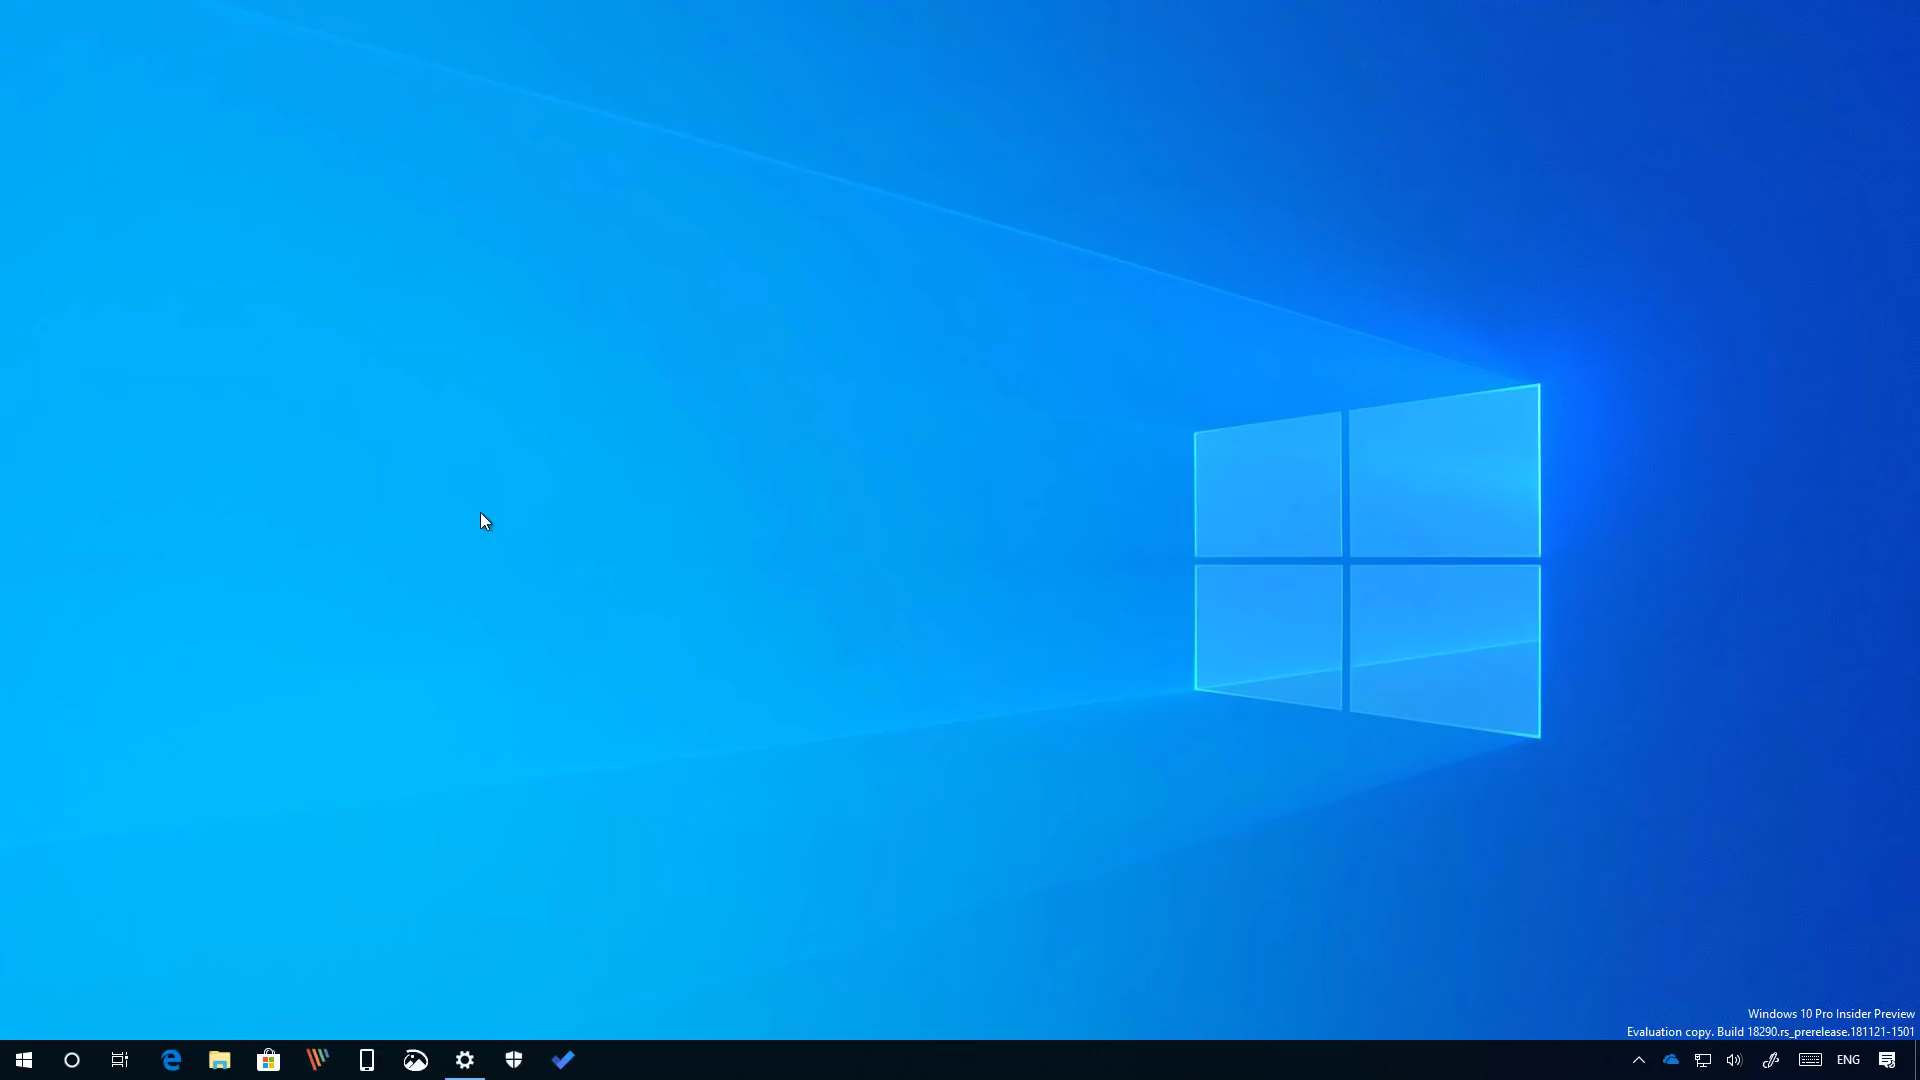 Windows 10 Pro Insider Preview
Evaluation copy. Build 18290.rs_prerelease.181121-1501
ENG